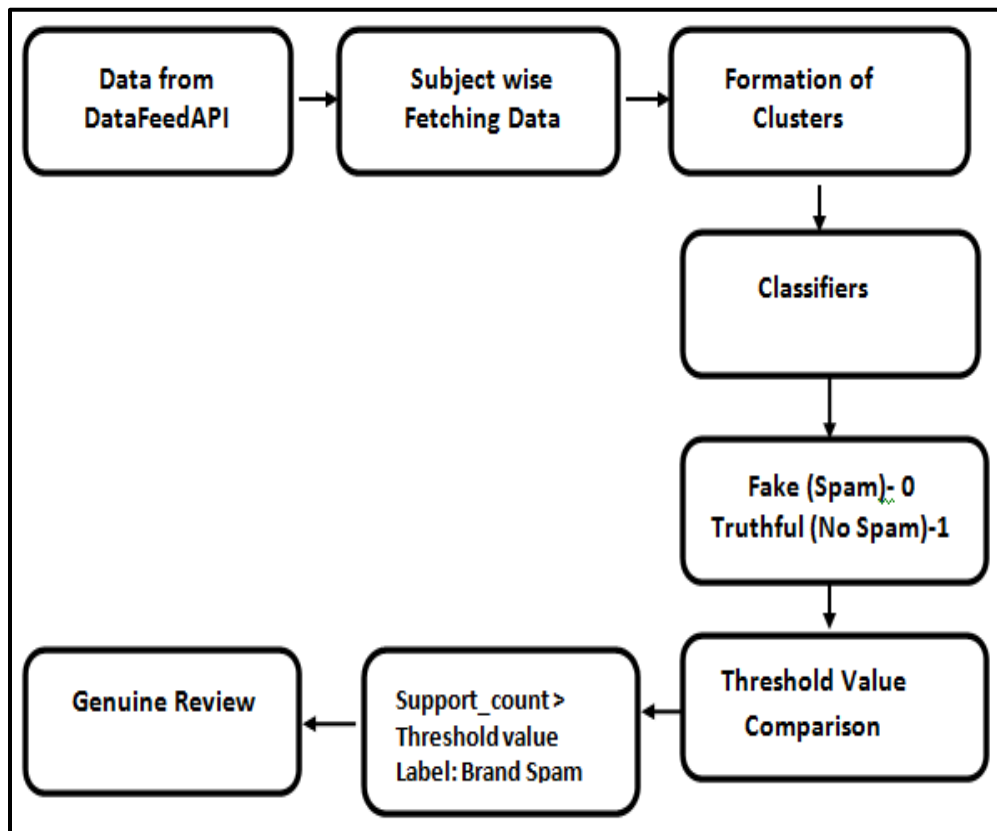 Data from
DataFeedAPI
Subject wise
Fetching Data
Formation of
Clusters
Classifiers
Fake (Spam)- 0
Truthful (No Spam)-1
Threshold Value
Comparison
Support_count >
Threshold value
Label: Brand Spam
Genuine Review